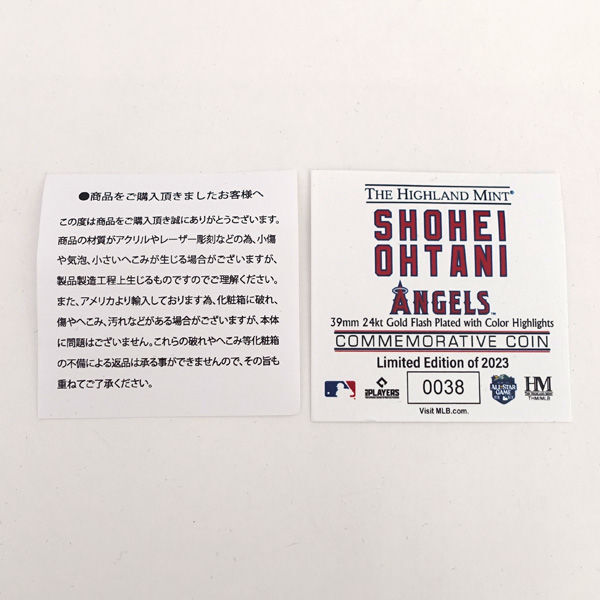 ●商品をご購入頂きましたお客様へ
この度は商品をご購入頂き誠にありがとうございます。
商品の材質がアクリルやレーザー彫刻などの為、小傷
や気泡、小さいへこみが生じる場合がございますが、
製品製造工程上生じるものですのでご理解ください。
また、アメリカより輸入しております為、化粧箱に破れ、
傷やへこみ、汚れなどがある場合がございますが、本体
に問題はございません。これらの破れやへこみ等化粧箱
の不備による返品は承る事ができませんので、その旨も
重ねてご了承ください。
THE HIGHLAND MINT®
SHOHEI
OHTANI
ANGELS™
39mm 24kt Gold Flash Plated with Color Highlights
COMMEMORATIVE COIN
Limited Edition of 2023
0038
PLAYERS
ALL-STAR
GAME
HM
THE HIGHLAND MINT
THM/MLB
Visit MLB.com.